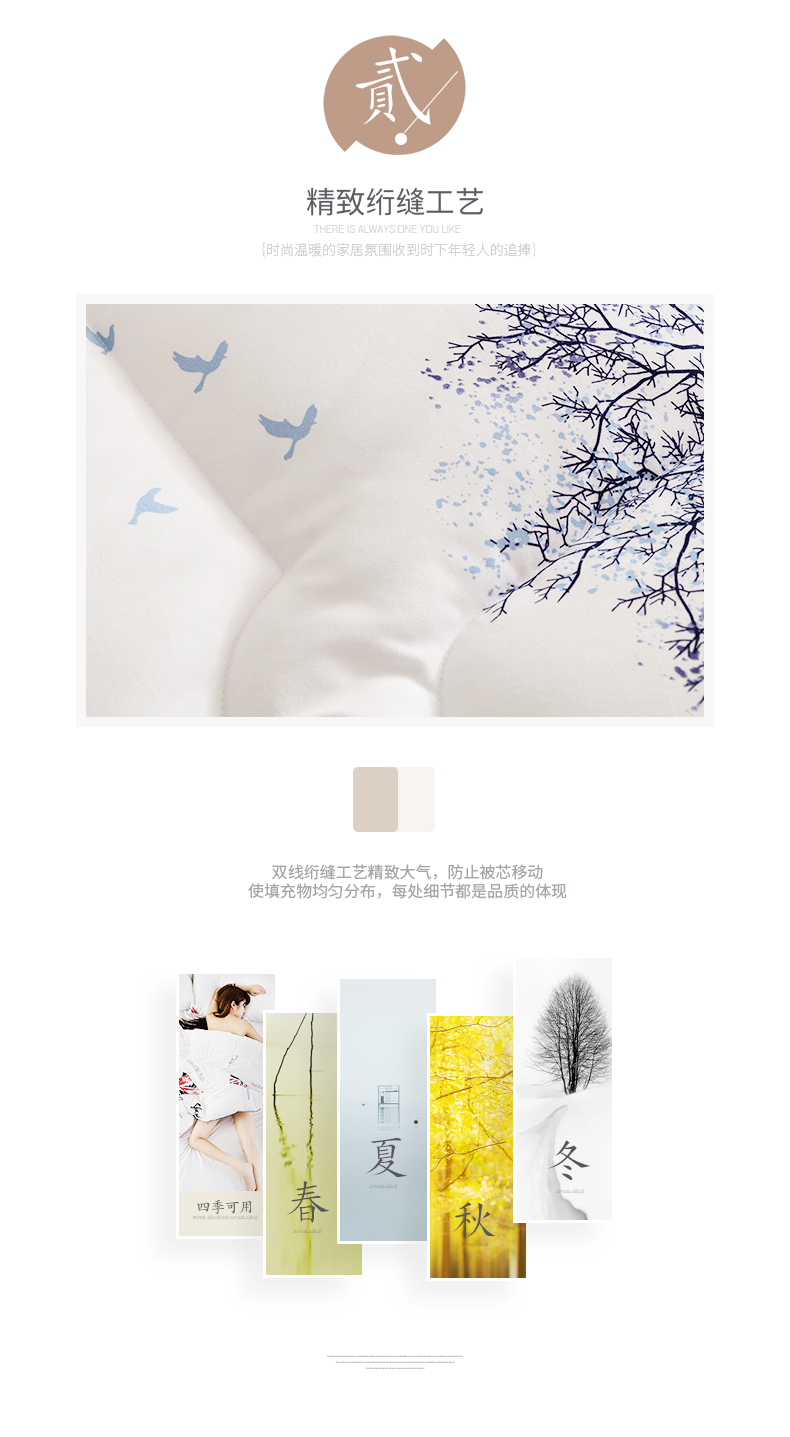 貳
精致绗缝工艺
THERE IS ALWAYS ONE YOU LIKE
{时尚温暖的家居氛围收到时下年轻人的追捧}
双线绗缝工艺精致大气，防止被芯移动
使填充物均匀分布，每处细节都是品质的体现
四季可用
春
夏
秋
冬